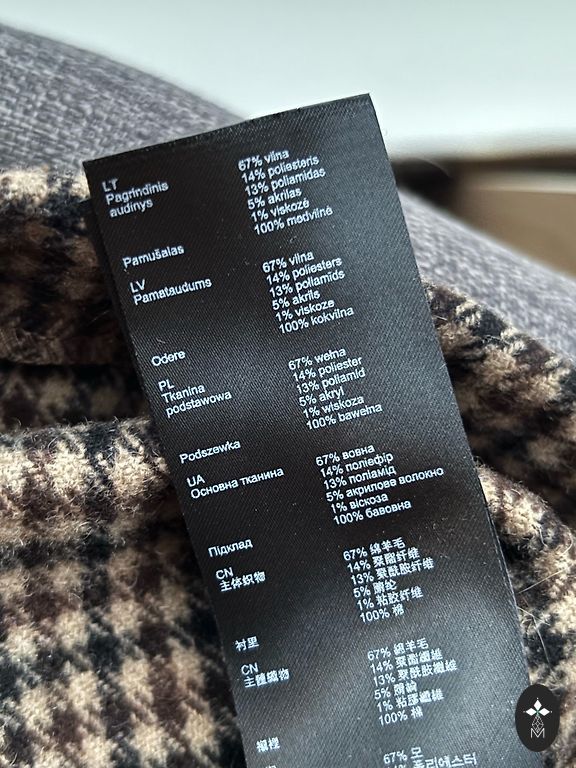 LT
Pagrindinis
audinys
67% vilna
14% poliesteris
13% poliamidas
5% akrilas
1% viskozė
100% medvilnė
Pamušalas
LV
Pamataudums
67% vilna
14% poliesters
13% poliamīds
5% akrils
1% viskoze
100% kokvilna
Odere
PL
Tkanina
podstawowa
67% wełna
14% poliester
13% poliamid
5% akryl
1% wiskoza
100% bawełna
Podszewka
UA
Основна тканина
67% вовна
14% поліефір
13% поліамід
5% акрилове волокно
1% віскоза
100% бавовна
Підклад
CN
主体织物
67% 绵羊毛
14% 聚酯纤维
13% 聚酰胺纤维
5% 腈纶
1% 粘胶纤维
100% 棉
衬里
CN
主體織物
67% 綿羊毛
14% 聚酯纖維
13% 聚酰胺纖維
5% 腈綸
1% 粘膠纖維
100% 棉
襯裡
67% 모
폴리에스터
M